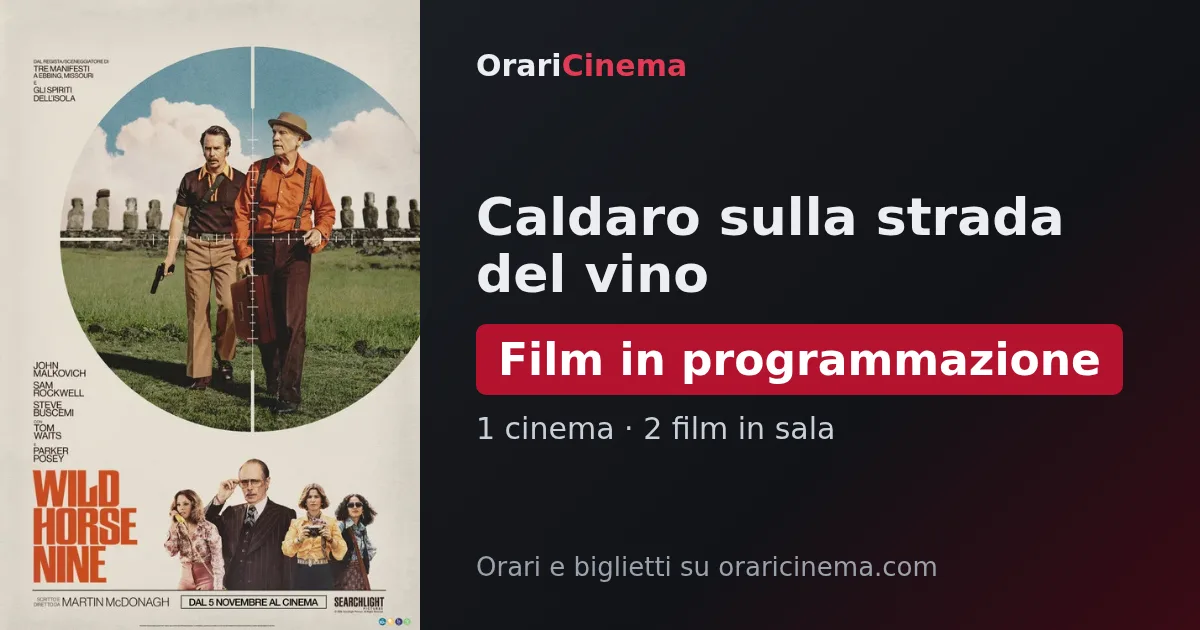 DAL REGISTA/SCENEGGIATORE DI
TRE MANIFESTI
A EBBING, MISSOURI
E
GLI SPIRITI
DELL'ISOLA
JOHN
MALKOVICH
SAM
ROCKWELL
STEVE
BUSCEMI
CON
TOM
WAITS
E
PARKER
POSEY
WILD
HORSE
NINE
SCRITTO E
DIRETTO DA MARTIN McDONAGH
DAL 5 NOVEMBRE AL CINEMA
SEARCHLIGHT
PICTURES
OrariCinema
Caldaro sulla strada
del vino
Film in programmazione
1 cinema · 2 film in sala
Orari e biglietti su oraricinema.com